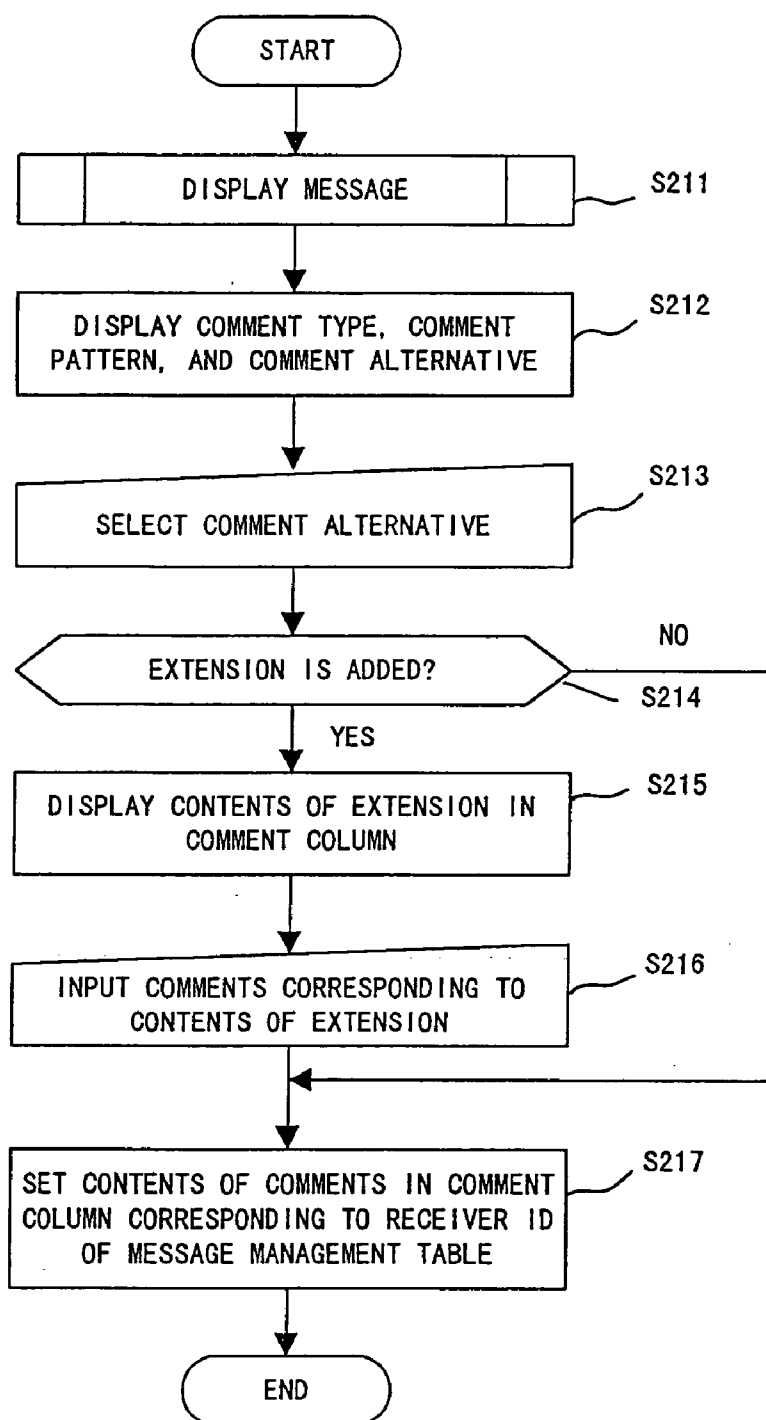 START
DISPLAY MESSAGE
S211
DISPLAY COMMENT TYPE, COMMENT
PATTERN, AND COMMENT ALTERNATIVE
S212
SELECT COMMENT ALTERNATIVE
S213
EXTENSION IS ADDED?
NO
S214
YES
DISPLAY CONTENTS OF EXTENSION IN
COMMENT COLUMN
S215
INPUT COMMENTS CORRESPONDING TO
CONTENTS OF EXTENSION
S216
SET CONTENTS OF COMMENTS IN COMMENT
COLUMN CORRESPONDING TO RECEIVER ID
OF MESSAGE MANAGEMENT TABLE
S217
END